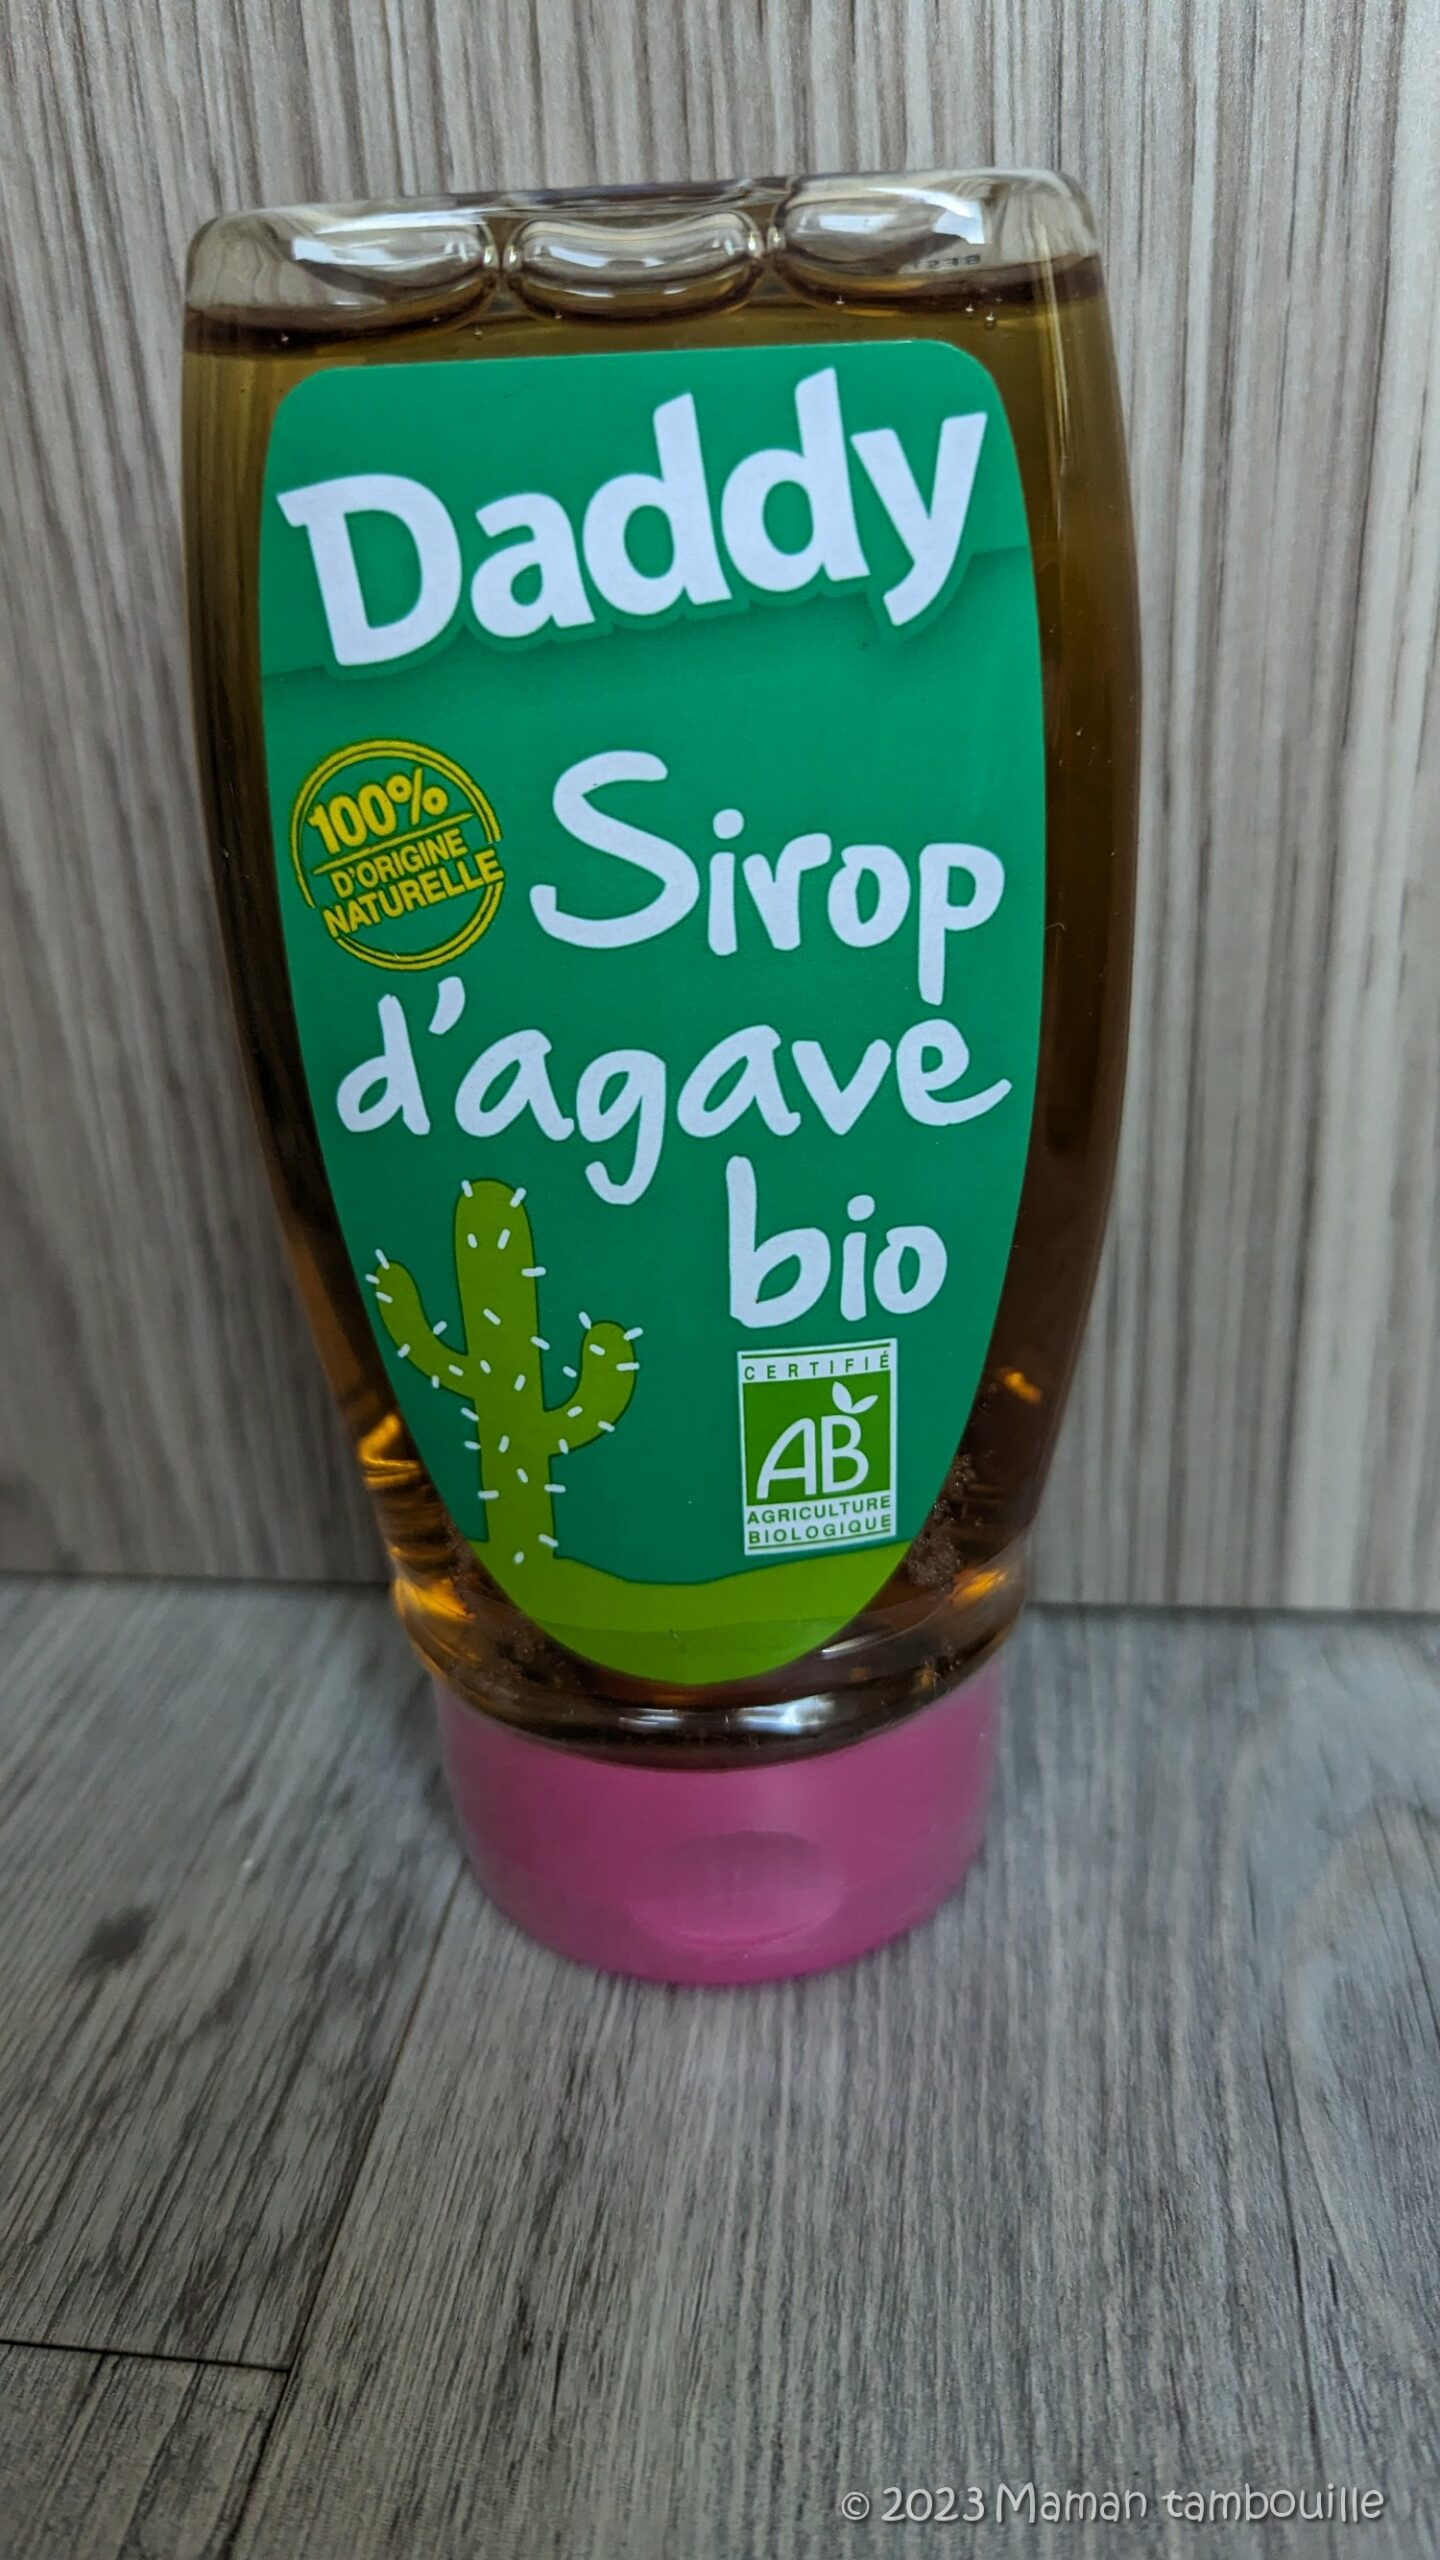 Daddy
100%
D'ORIGINE
NATURELLE
Sirop
d'agave
bio
CERTIFIÉ
AB
AGRICULTURE
BIOLOGIQUE
© 2023 Maman tambouille